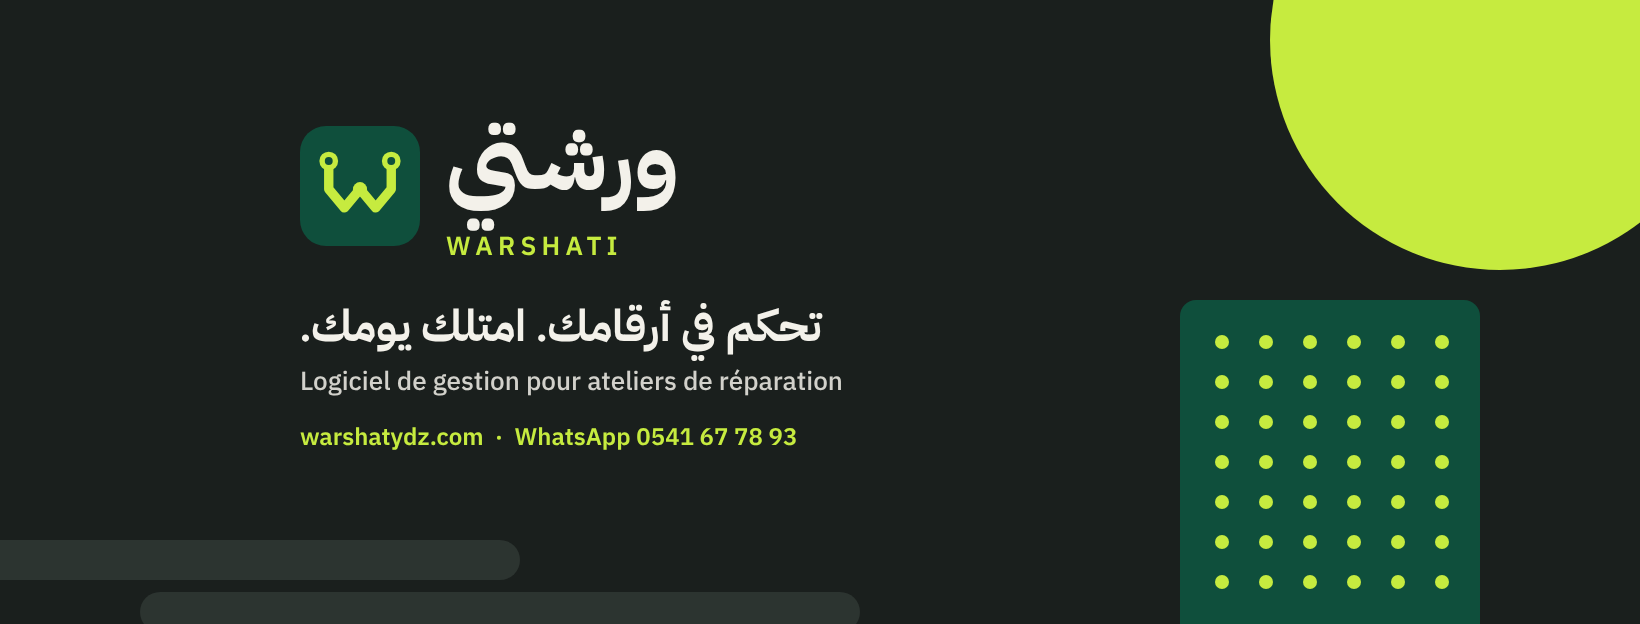 ورشتي
WARSHATI
تحكم في أرقامك. امتلك يومك.
Logiciel de gestion pour ateliers de réparation
warshatydz.com · WhatsApp 0541 67 78 93